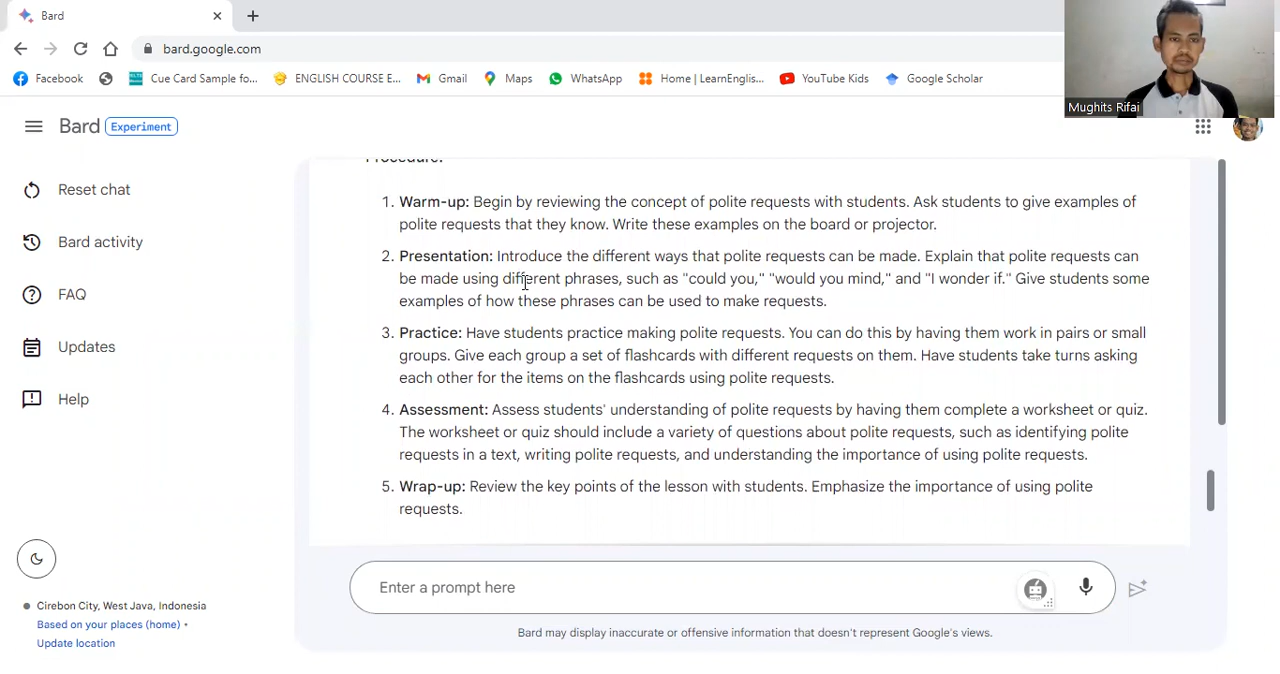 Bard
bard.google.com
Facebook
Cue Card Sample fo...
ENGLISH COURSE E...
Gmail
Maps
WhatsApp
Home | LearnEnglis...
YouTube Kids
Google Scholar
Mughits Rifai
Bard Experiment
Reset chat
Bard activity
FAQ
Updates
Help
Cirebon City, West Java, Indonesia
Based on your places (home) •
Update location
Procedure:
1. Warm-up: Begin by reviewing the concept of polite requests with students. Ask students to give examples of
polite requests that they know. Write these examples on the board or projector.
2. Presentation: Introduce the different ways that polite requests can be made. Explain that polite requests can
be made using different phrases, such as "could you," "would you mind," and "I wonder if." Give students some
examples of how these phrases can be used to make requests.
3. Practice: Have students practice making polite requests. You can do this by having them work in pairs or small
groups. Give each group a set of flashcards with different requests on them. Have students take turns asking
each other for the items on the flashcards using polite requests.
4. Assessment: Assess students' understanding of polite requests by having them complete a worksheet or quiz.
The worksheet or quiz should include a variety of questions about polite requests, such as identifying polite
requests in a text, writing polite requests, and understanding the importance of using polite requests.
5. Wrap-up: Review the key points of the lesson with students. Emphasize the importance of using polite
requests.
Enter a prompt here
Bard may display inaccurate or offensive information that doesn't represent Google's views.